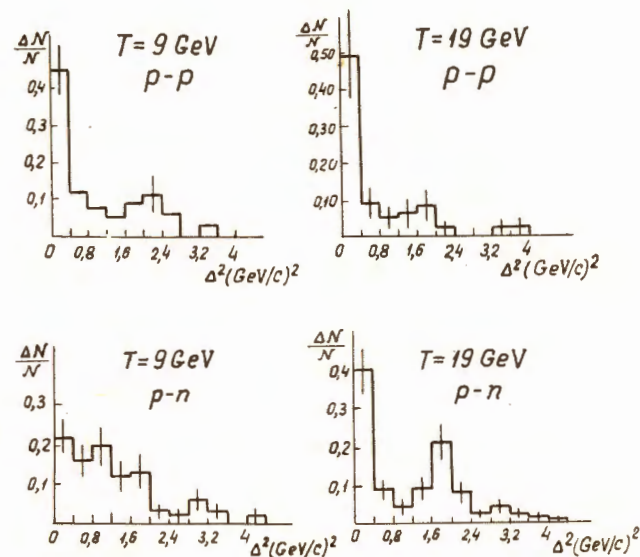 ΔN/N
T = 9 GeV
p-p
0,4
0,3
0,2
0,1
0 0,8 1,6 2,4 3,2 4
Δ²(GeV/c)²
ΔN/N
T = 19 GeV
p-p
0,50
0,40
0,30
0,20
0,10
0 0,8 1,6 2,4 3,2 4
Δ²(GeV/c)²
ΔN/N
T = 9 GeV
p-n
0,3
0,2
0,1
0 0,8 1,6 2,4 3,2 4
Δ²(GeV/c)²
ΔN/N
T = 19 GeV
p-n
0,4
0,3
0,2
0,1
0 0,8 1,6 2,4 3,2 4
Δ²(GeV/c)²